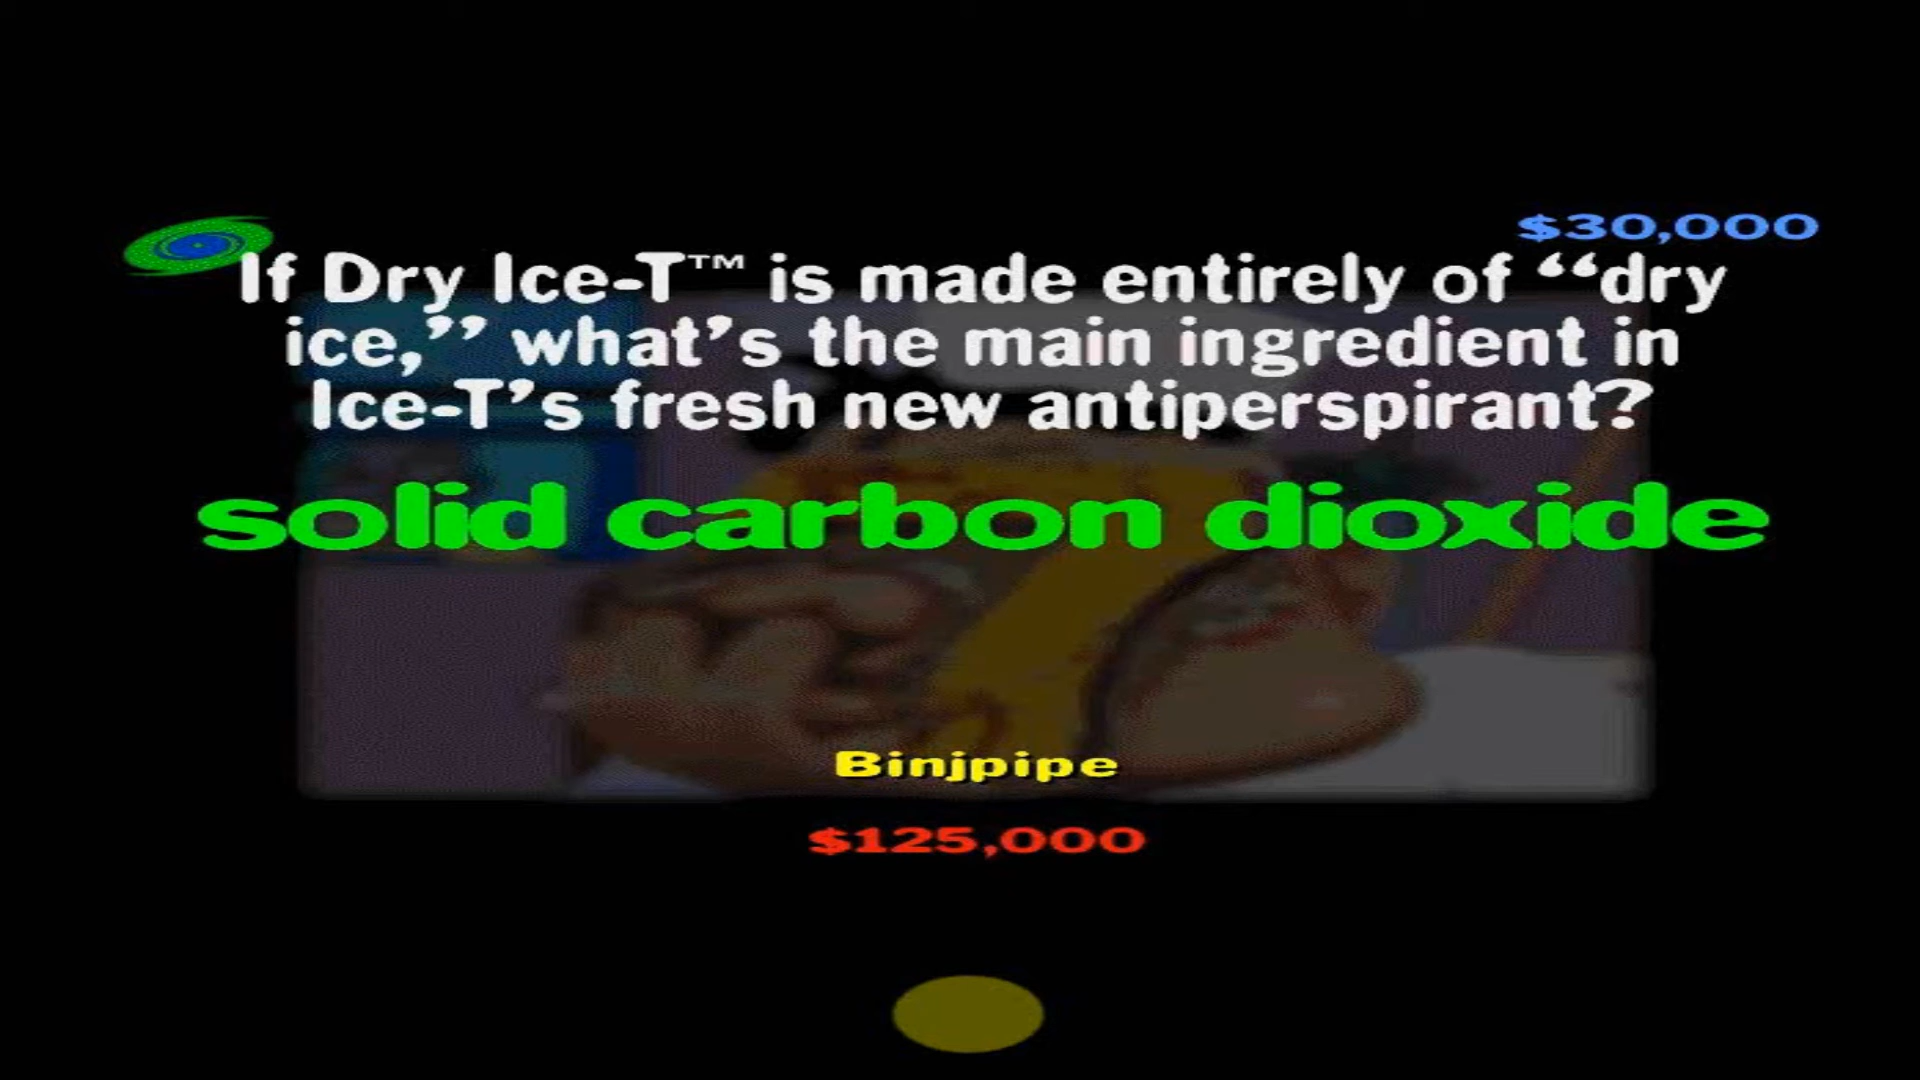 $30,000
If Dry Ice-T™ is made entirely of “dry
ice,” what’s the main ingredient in
Ice-T’s fresh new antiperspirant?
solid carbon dioxide
Binjpipe
$125,000